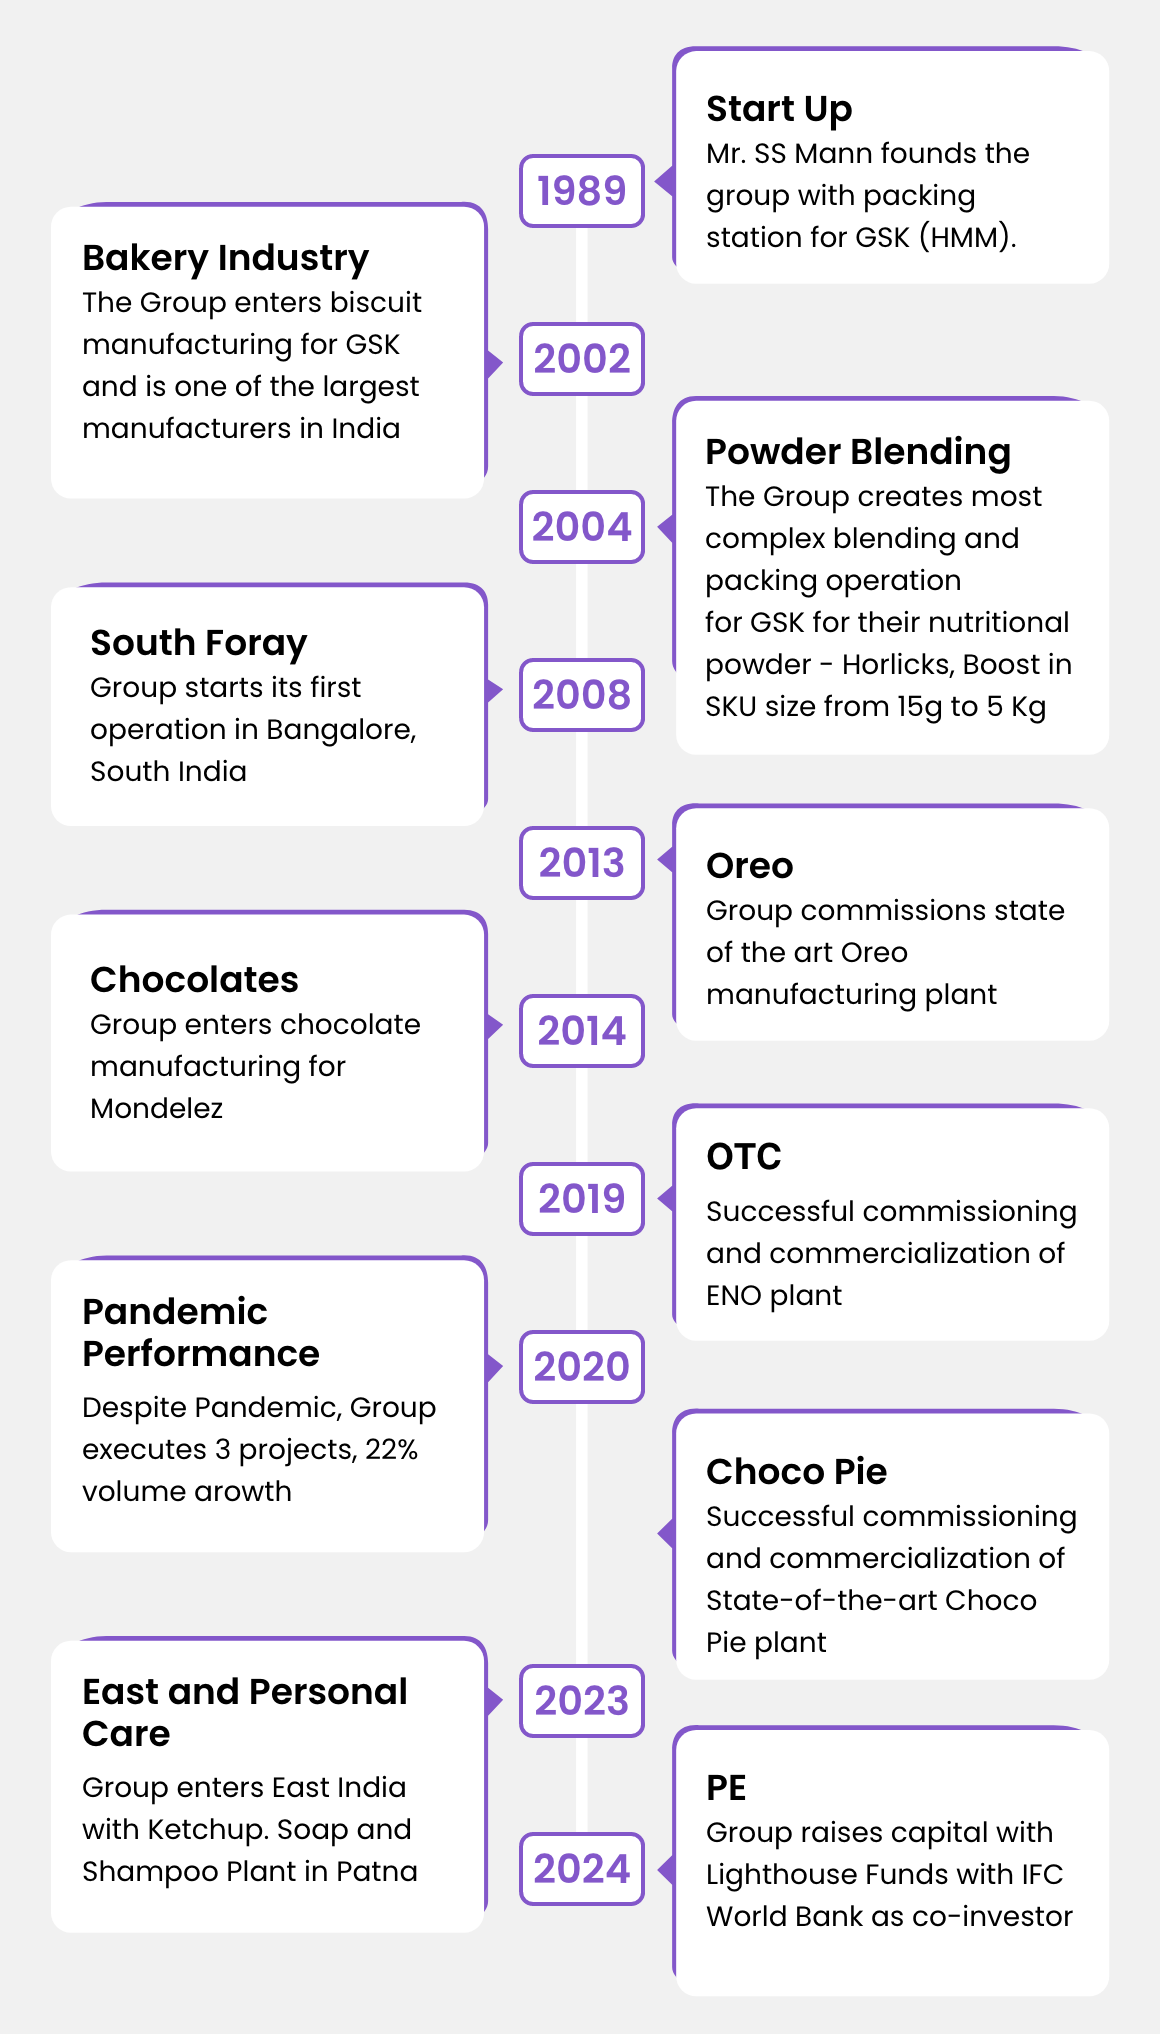 1989
Start Up
Mr. SS Mann founds the
group with packing
station for GSK (HMM).
2002
Bakery Industry
The Group enters biscuit
manufacturing for GSK
and is one of the largest
manufacturers in India
2004
Powder Blending
The Group creates most
complex blending and
packing operation
for GSK for their nutritional
powder - Horlicks, Boost in
SKU size from 15g to 5 Kg
2008
South Foray
Group starts its first
operation in Bangalore,
South India
2013
Oreo
Group commissions state
of the art Oreo
manufacturing plant
2014
Chocolates
Group enters chocolate
manufacturing for
Mondelez
2019
OTC
Successful commissioning
and commercialization of
ENO plant
2020
Pandemic
Performance
Despite Pandemic, Group
executes 3 projects, 22%
volume arowth
Choco Pie
Successful commissioning
and commercialization of
State-of-the-art Choco
Pie plant
2023
East and Personal
Care
Group enters East India
with Ketchup. Soap and
Shampoo Plant in Patna
2024
PE
Group raises capital with
Lighthouse Funds with IFC
World Bank as co-investor